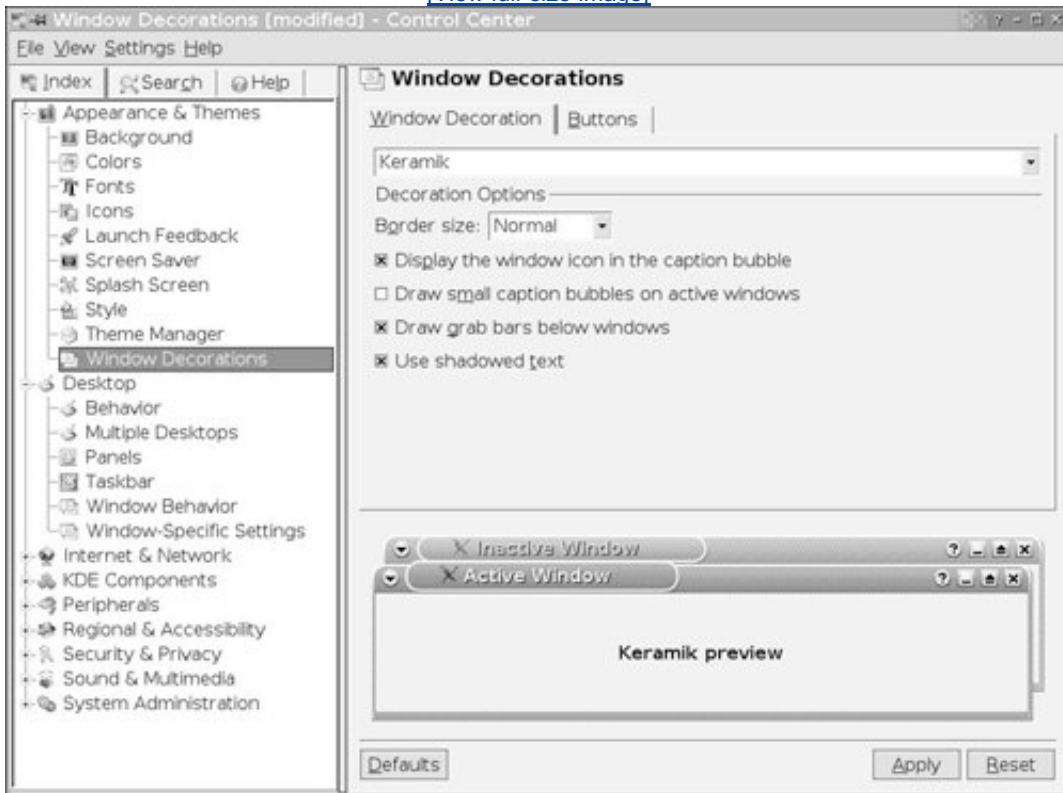 [View full size image]
Window Decorations [modified] - Control Center
File View Settings Help
Index Search Help
Appearance & Themes
Background
Colors
Fonts
Icons
Launch Feedback
Screen Saver
Splash Screen
Style
Theme Manager
Window Decorations
Desktop
Behavior
Multiple Desktops
Panels
Taskbar
Window Behavior
Window-Specific Settings
Internet & Network
KDE Components
Peripherals
Regional & Accessibility
Security & Privacy
Sound & Multimedia
System Administration
Window Decorations
Window Decoration Buttons
Keramik
Decoration Options
Border size: Normal
Display the window icon in the caption bubble
Draw small caption bubbles on active windows
Draw grab bars below windows
Use shadowed text
Inactive Window
Active Window
Keramik preview
Defaults Apply Reset